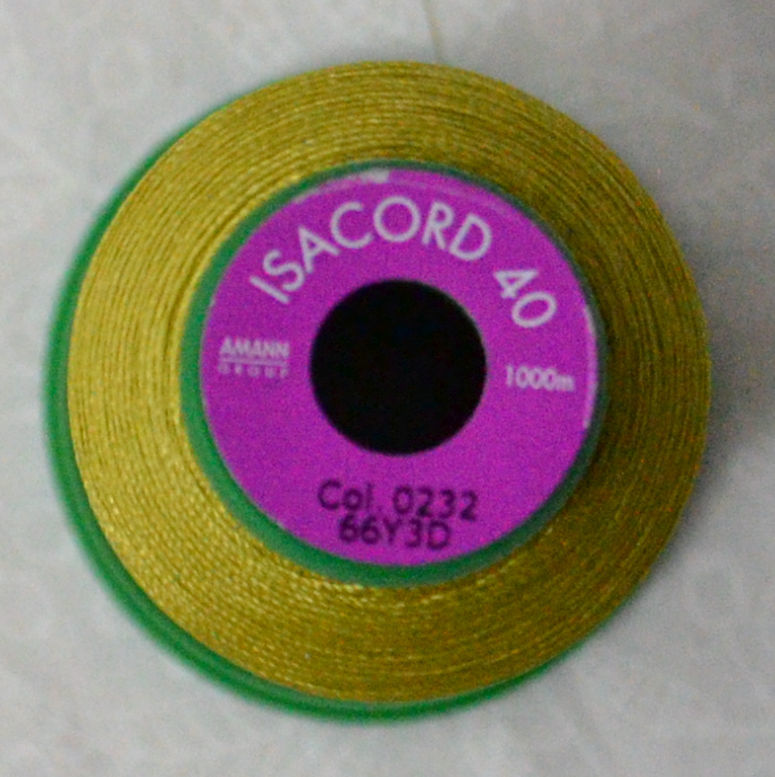 ISACORD 40
AMANN
GROUP
1000m
Col. 0232
66Y3D